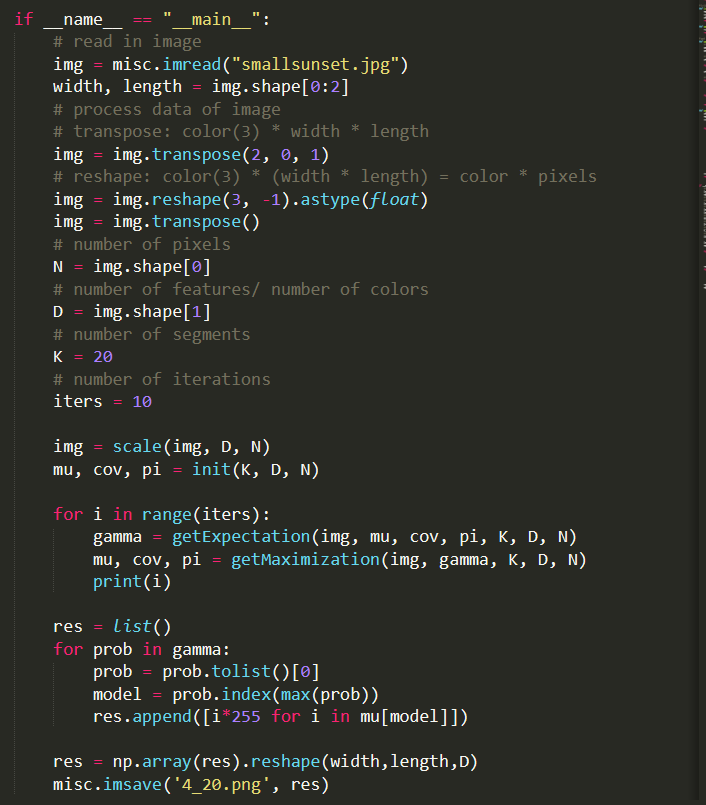 if __name__ == "__main__":
    # read in image
    img = misc.imread("smallsunset.jpg")
    width, length = img.shape[0:2]
    # process data of image
    # transpose: color(3) * width * length
    img = img.transpose(2, 0, 1)
    # reshape: color(3) * (width * length) = color * pixels
    img = img.reshape(3, -1).astype(float)
    img = img.transpose()
    # number of pixels
    N = img.shape[0]
    # number of features/ number of colors
    D = img.shape[1]
    # number of segments
    K = 20
    # number of iterations
    iters = 10

    img = scale(img, D, N)
    mu, cov, pi = init(K, D, N)

    for i in range(iters):
        gamma = getExpectation(img, mu, cov, pi, K, D, N)
        mu, cov, pi = getMaximization(img, gamma, K, D, N)
        print(i)

    res = list()
    for prob in gamma:
        prob = prob.tolist()[0]
        model = prob.index(max(prob))
        res.append([i*255 for i in mu[model]])

    res = np.array(res).reshape(width,length,D)
    misc.imsave('4_20.png', res)